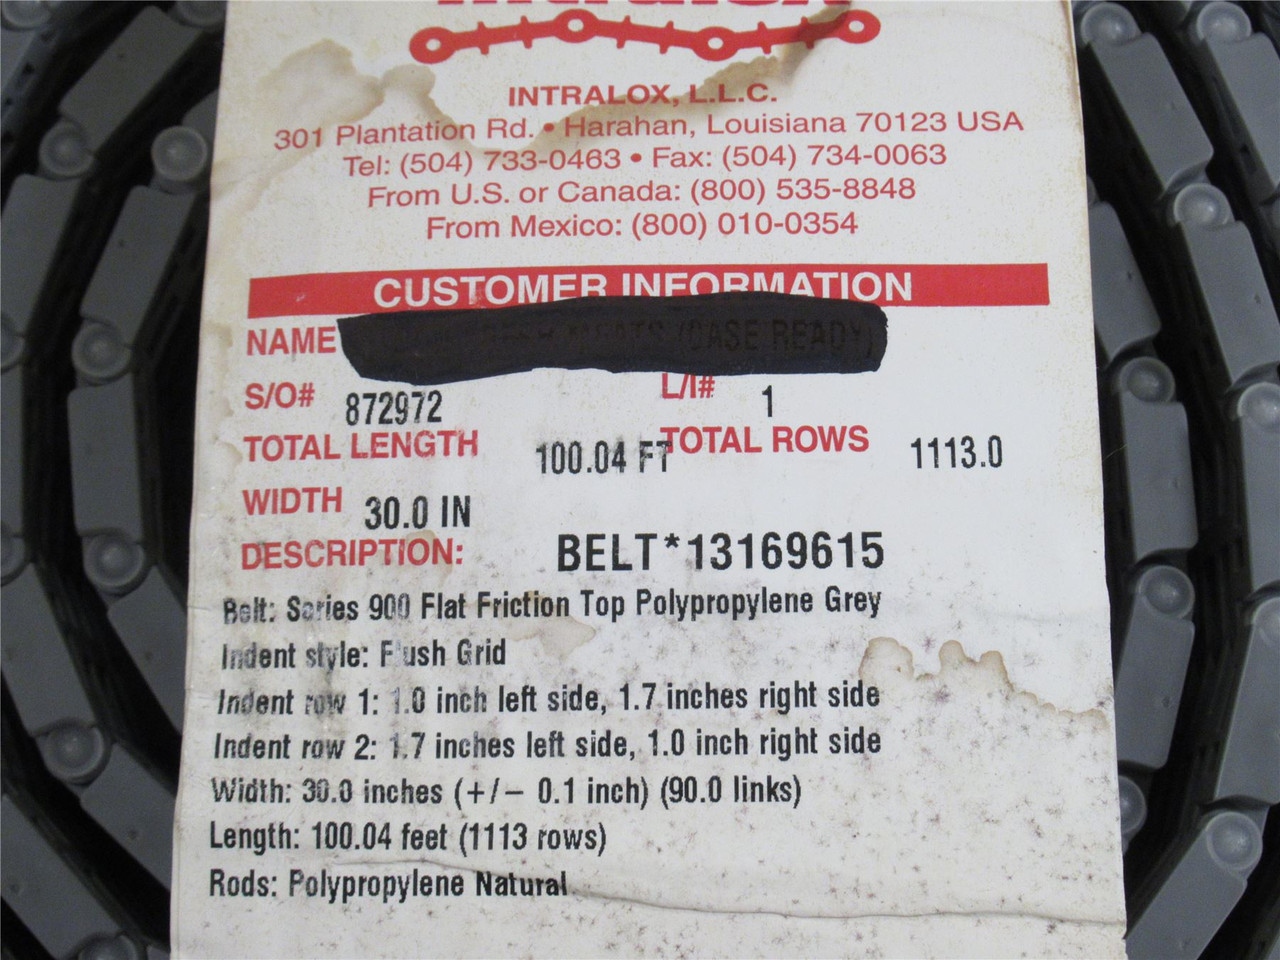 INTRALOX, L.L.C.
301 Plantation Rd. • Harahan, Louisiana 70123 USA
Tel: (504) 733-0463 • Fax: (504) 734-0063
From U.S. or Canada: (800) 535-8848
From Mexico: (800) 010-0354
CUSTOMER INFORMATION
NAME (CASE READY)
S/O# 872972 L/I# 1
TOTAL LENGTH 100.04 FT TOTAL ROWS 1113.0
WIDTH 30.0 IN
DESCRIPTION: BELT*13169615
Belt: Series 900 Flat Friction Top Polypropylene Grey
Indent style: Flush Grid
Indent row 1: 1.0 inch left side, 1.7 inches right side
Indent row 2: 1.7 inches left side, 1.0 inch right side
Width: 30.0 inches (+/- 0.1 inch) (90.0 links)
Length: 100.04 feet (1113 rows)
Rods: Polypropylene Natural